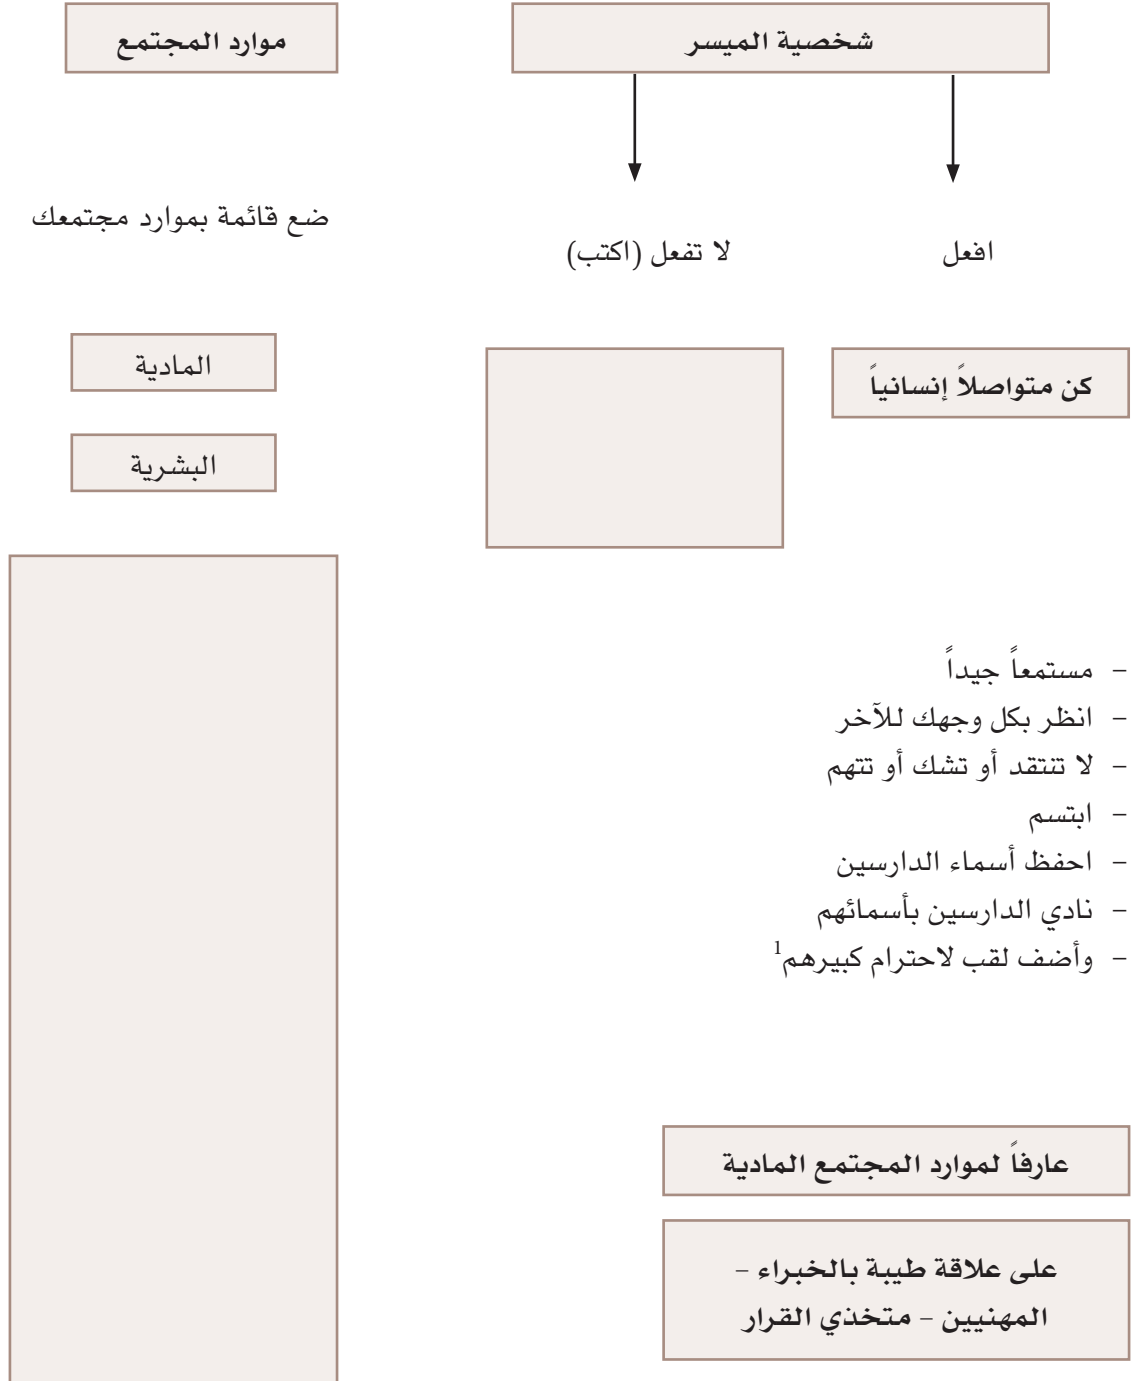 شخصية الميسر
موارد المجتمع
افعل
لا تفعل (اكتب)
ضع قائمة بموارد مجتمعك
كن متواصلاً إنسانياً
المادية
البشرية
– مستمعاً جيداً
– انظر بكل وجهك للآخر
– لا تنتقد أو تشك أو تتهم
– ابتسم
– احفظ أسماء الدارسين
– نادي الدارسين بأسمائهم
– وأضف لقب لاحترام كبيرهم1
عارفاً لموارد المجتمع المادية
على علاقة طيبة بالخبراء –
المهنيين – متخذي القرار